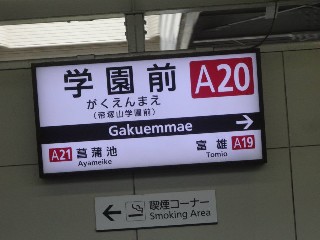 学園前 A20
がくえんまえ
(帝塚山学園前)
Gakuemmae
A21 菖蒲池 富雄 A19
Ayameike Tomio
喫煙コーナー
Smoking Area